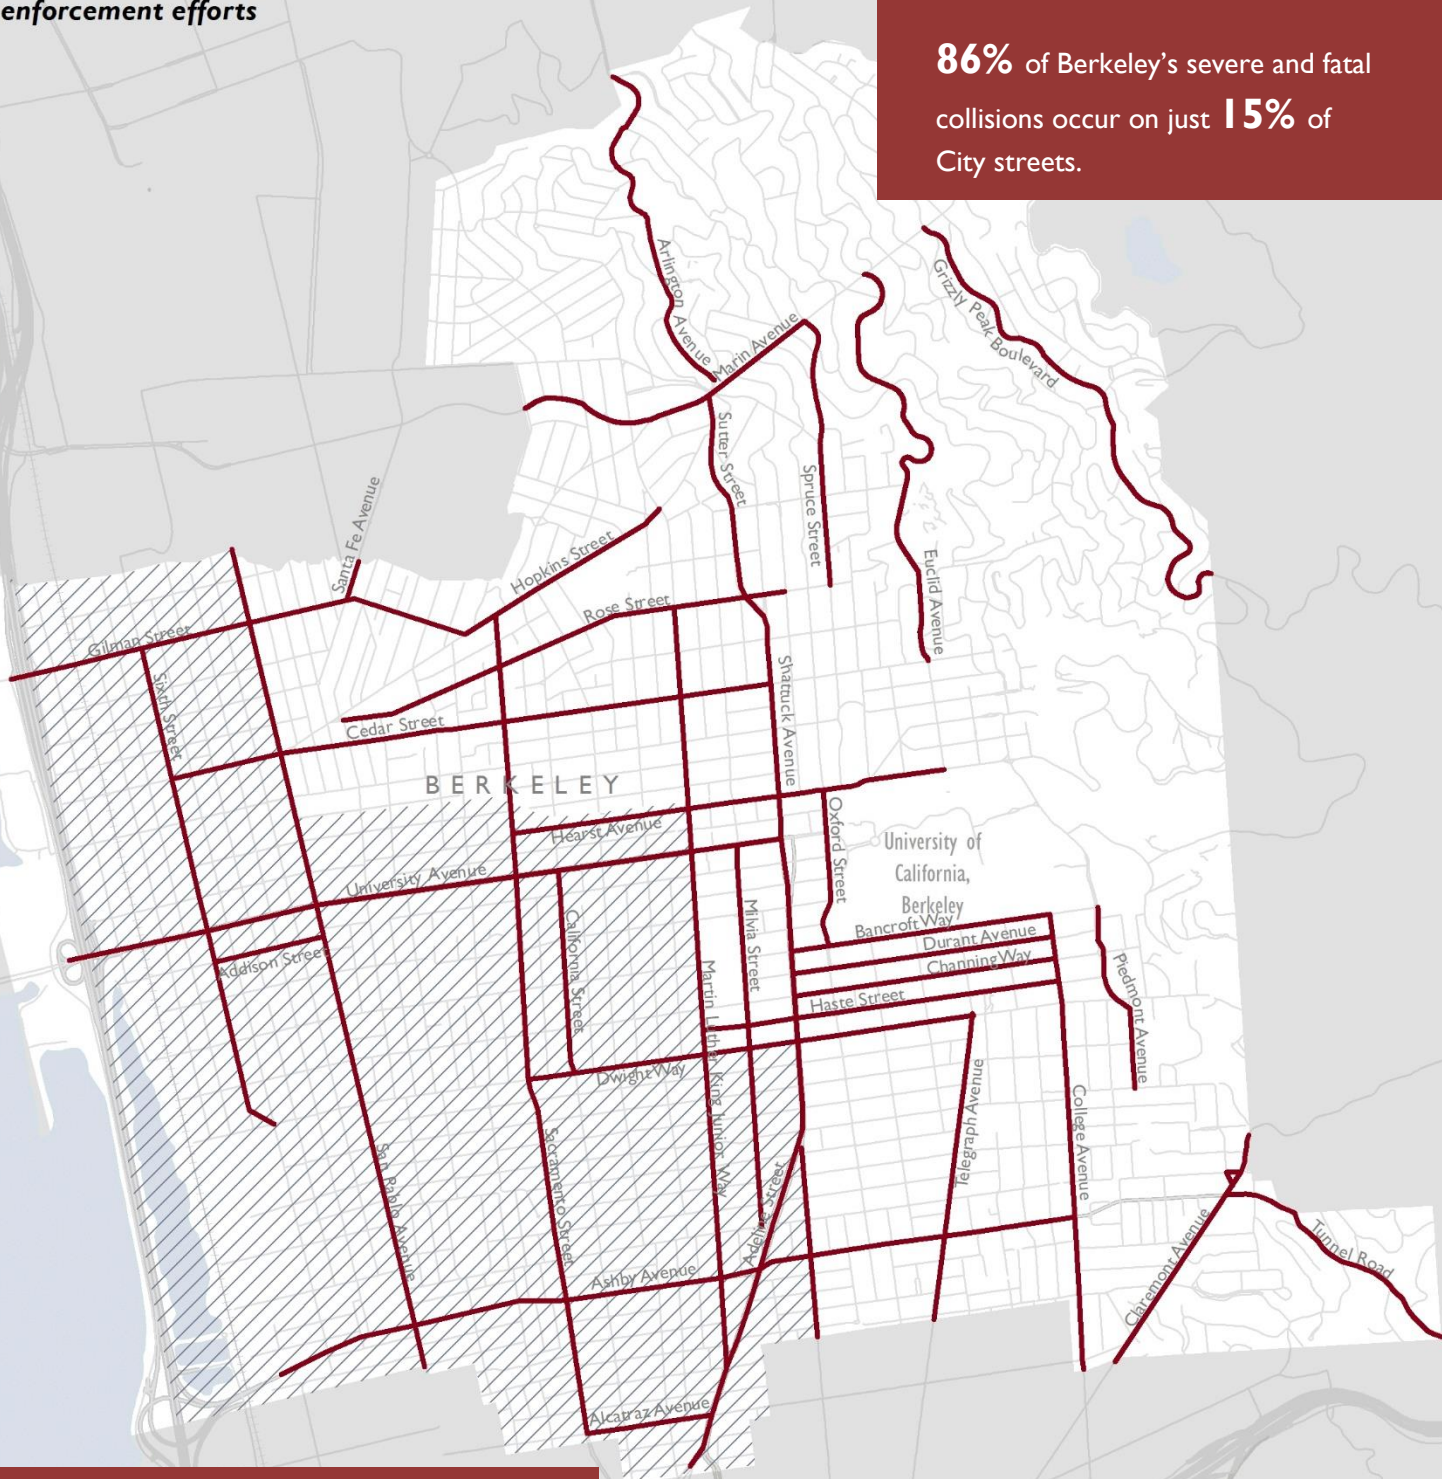 enforcement efforts
86% of Berkeley's severe and fatal
collisions occur on just 15% of
City streets.
Arlington Avenue
Marin Avenue
Grizzly Peak Boulevard
Sutter Street
Spruce Street
Santa Fe Avenue
Hopkins Street
Euclid Avenue
Rose Street
Gilman Street
Sixth Street
Shattuck Avenue
Cedar Street
BERKELEY
Hearst Avenue
Oxford Street
University of
California,
Berkeley
University Avenue
California Street
Milvia Street
Bancroft Way
Durant Avenue
Channing Way
Addison Street
Martin Luther King Junior Way
Haste Street
Piedmont Avenue
Dwight Way
Telegraph Avenue
College Avenue
San Pablo Avenue
Sacramento Street
Adeline Street
Ashby Avenue
Claremont Avenue
Tunnel Road
Alcatraz Avenue